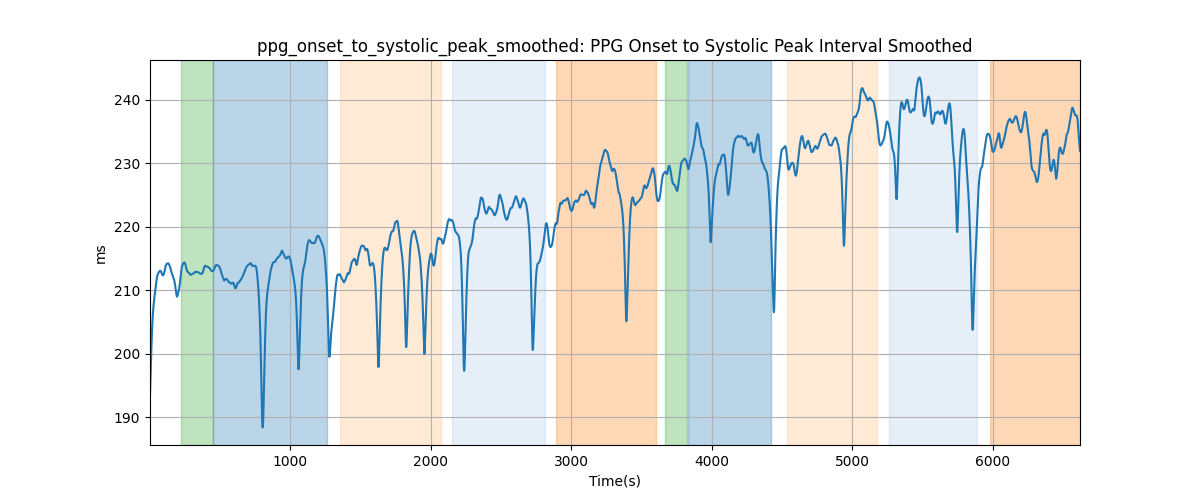 ppg_onset_to_systolic_peak_smoothed: PPG Onset to Systolic Peak Interval Smoothed
240
230
220
210
200
190
ms
1000 2000 3000 4000 5000 6000
Time(s)